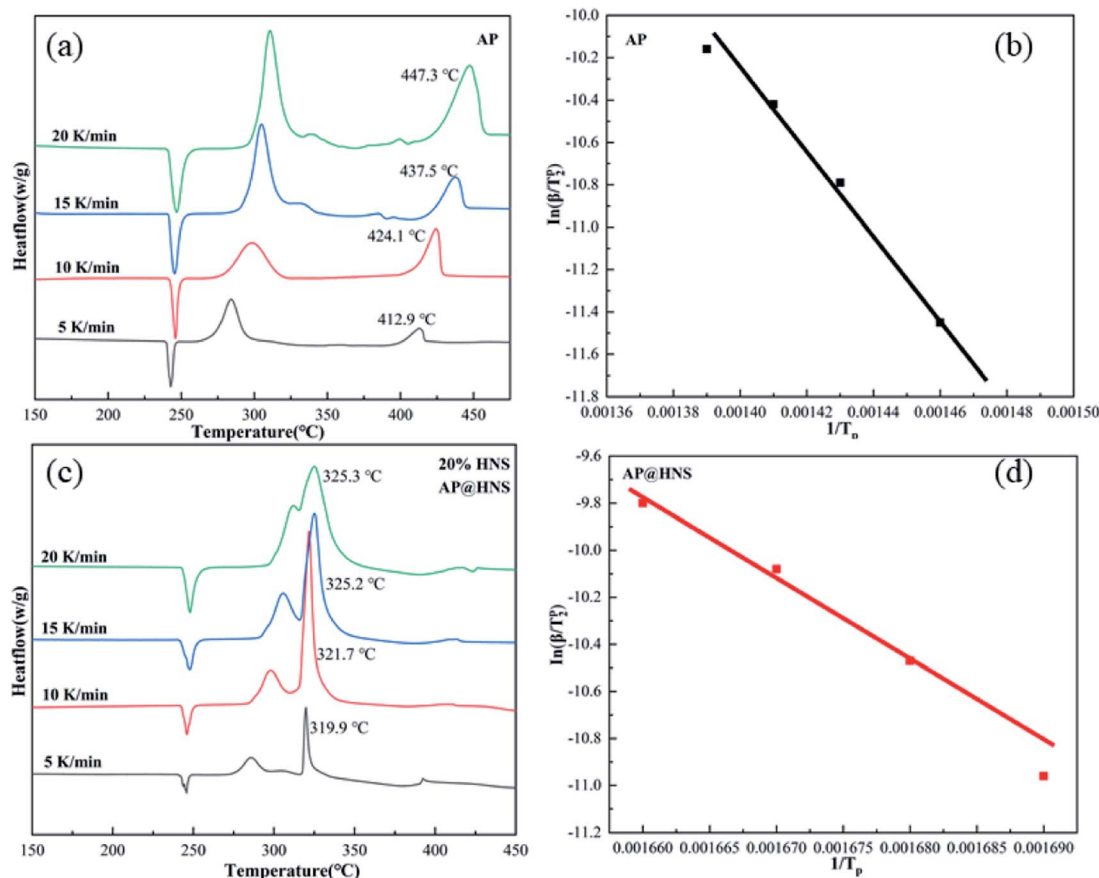 (a)
AP
447.3 ℃
20 K/min
437.5 ℃
15 K/min
424.1 ℃
10 K/min
412.9 ℃
5 K/min
Heatflow(w/g)
150 200 250 300 350 400 450
Temperature(℃)
(b)
AP
-10.0
-10.2
-10.4
-10.6
-10.8
-11.0
-11.2
-11.4
-11.6
-11.8
In(β/T₂ᵖ)
0.00136 0.00138 0.00140 0.00142 0.00144 0.00146 0.00148 0.00150
1/Tₚ
(c)
20% HNS
AP@HNS
325.3 ℃
20 K/min
325.2 ℃
15 K/min
321.7 ℃
10 K/min
319.9 ℃
5 K/min
Heatflow(w/g)
150 200 250 300 350 400 450
Temperature(℃)
(d)
AP@HNS
-9.6
-9.8
-10.0
-10.2
-10.4
-10.6
-10.8
-11.0
-11.2
In(β/T₂ᵖ)
0.001660 0.001665 0.001670 0.001675 0.001680 0.001685 0.001690
1/Tₚ